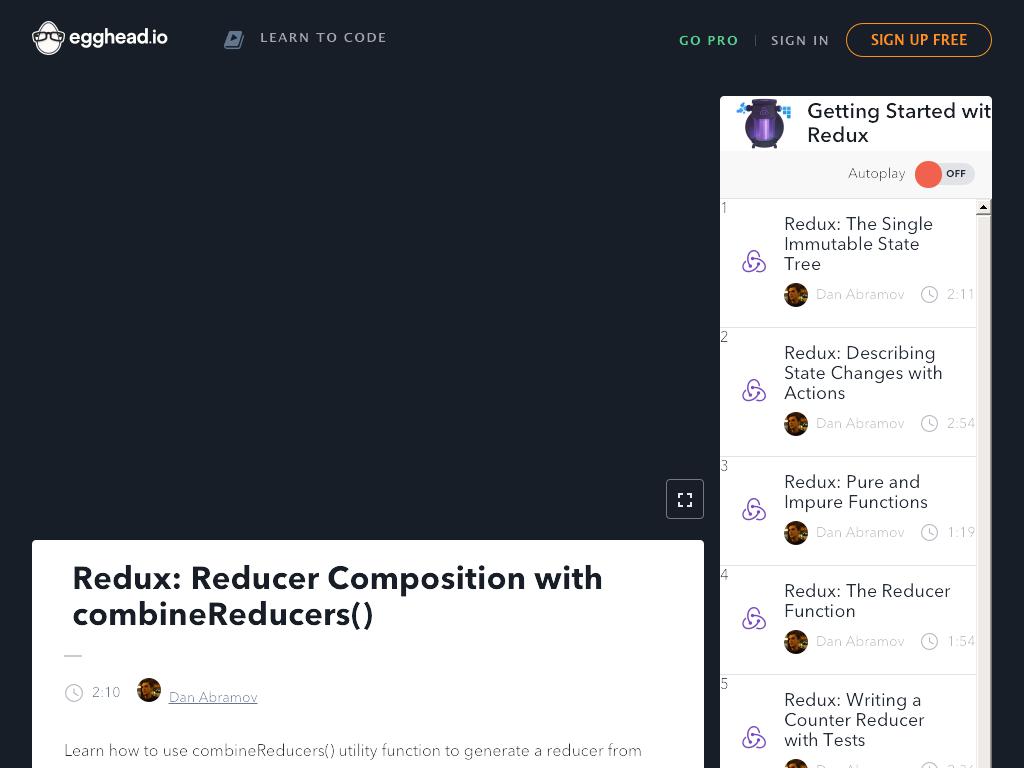 egghead.io
LEARN TO CODE
GO PRO
SIGN IN
SIGN UP FREE
Getting Started wit
Redux
Autoplay
OFF
1
Redux: The Single
Immutable State
Tree
Dan Abramov 2:11
2
Redux: Describing
State Changes with
Actions
Dan Abramov 2:54
3
Redux: Pure and
Impure Functions
Dan Abramov 1:19
4
Redux: The Reducer
Function
Dan Abramov 1:54
5
Redux: Writing a
Counter Reducer
with Tests
Redux: Reducer Composition with
combineReducers()
2:10 Dan Abramov
Learn how to use combineReducers() utility function to generate a reducer from